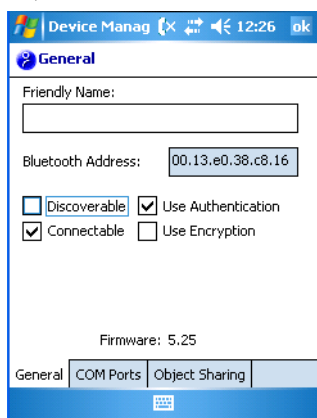 Device Manag 12:26 ok
General
Friendly Name:
Bluetooth Address: 00.13.e0.38.c8.16
Discoverable Use Authentication
Connectable Use Encryption
Firmware: 5.25
General COM Ports Object Sharing